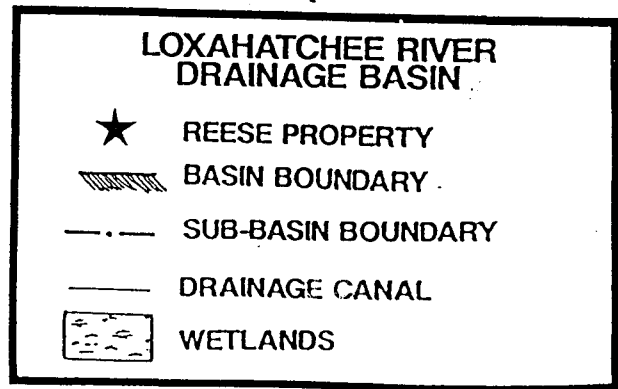 LOXAHATCHEE RIVER
DRAINAGE BASIN
REESE PROPERTY
BASIN BOUNDARY
SUB-BASIN BOUNDARY
DRAINAGE CANAL
WETLANDS